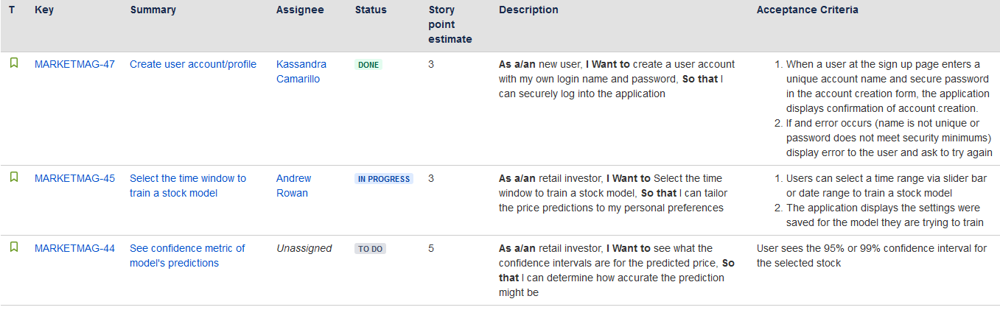 T Key Summary Assignee Status Story point estimate Description Acceptance Criteria
MARKETMAG-47
Create user account/profile
Kassandra
Camarillo
DONE
3
As a/an new user, I Want to create a user account
with my own login name and password, So that I
can securely log into the application
1. When a user at the sign up page enters a
unique account name and secure password
in the account creation form, the application
displays confirmation of account creation.
2. If and error occurs (name is not unique or
password does not meet security minimums)
display error to the user and ask to try again
MARKETMAG-45
Select the time window to
train a stock model
Andrew
Rowan
IN PROGRESS
3
As a/an retail investor, I Want to Select the time
window to train a stock model, So that I can tailor
the price predictions to my personal preferences
1. Users can select a time range via slider bar
or date range to train a stock model
2. The application displays the settings were
saved for the model they are trying to train
MARKETMAG-44
See confidence metric of
model's predictions
Unassigned
TO DO
5
As a/an retail investor, I Want to see what the
confidence intervals are for the predicted price, So
that I can determine how accurate the prediction
might be
User sees the 95% or 99% confidence interval for
the selected stock